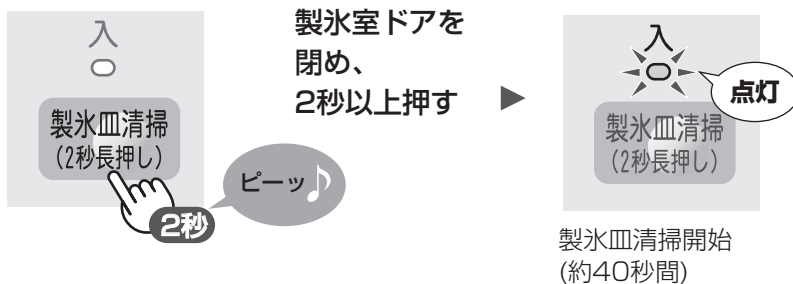 入
製氷皿清掃
(2秒長押し)
2秒
ピーッ♪
製氷室ドアを
閉め、
2秒以上押す
▶
入
点灯
製氷皿清掃
(2秒長押し)
製氷皿清掃開始
(約40秒間)